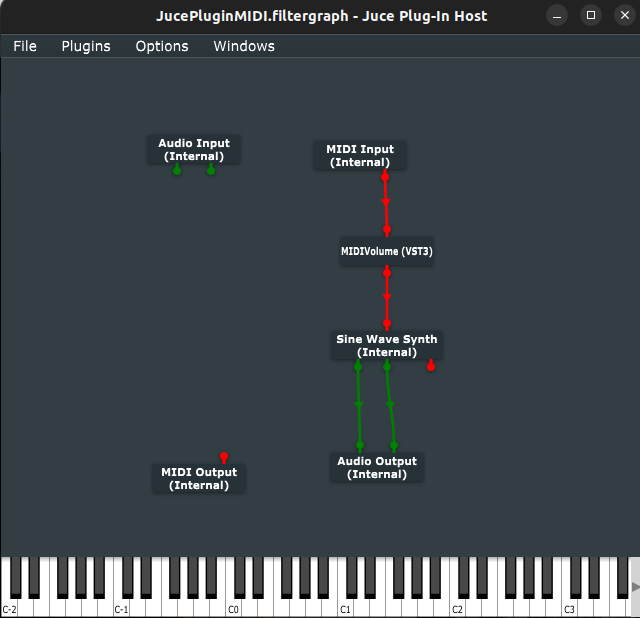 JucePluginMIDI.filtergraph - Juce Plug-In Host
File Plugins Options Windows
Audio Input
(Internal)
MIDI Input
(Internal)
MIDIVolume (VST3)
Sine Wave Synth
(Internal)
MIDI Output
(Internal)
Audio Output
(Internal)
C-2 C-1 C0 C1 C2 C3